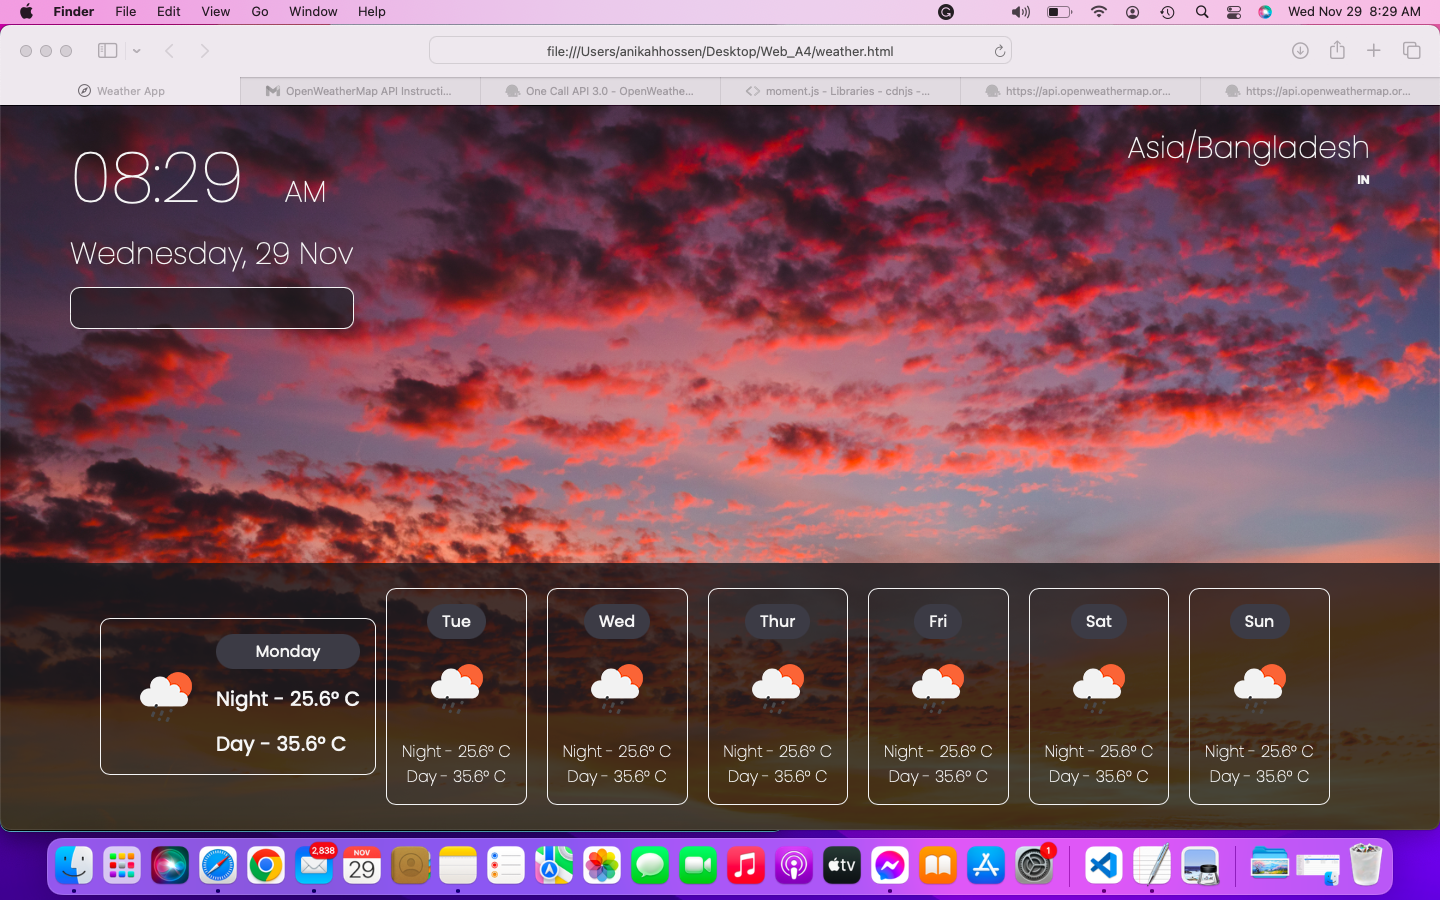 Finder File Edit View Go Window Help Wed Nov 29 8:29 AM
file:///Users/anikahhossen/Desktop/Web_A4/weather.html
Weather App
OpenWeatherMap API Instructi...
One Call API 3.0 - OpenWeathe...
moment.js - Libraries - cdnjs -...
https://api.openweathermap.or...
https://api.openweathermap.or...
08:29 AM
Asia/Bangladesh
IN
Wednesday, 29 Nov
Monday
Night - 25.6° C
Day - 35.6° C
Tue
Night - 25.6° C
Day - 35.6° C
Wed
Night - 25.6° C
Day - 35.6° C
Thur
Night - 25.6° C
Day - 35.6° C
Fri
Night - 25.6° C
Day - 35.6° C
Sat
Night - 25.6° C
Day - 35.6° C
Sun
Night - 25.6° C
Day - 35.6° C
2,838
NOV
29
tv
1